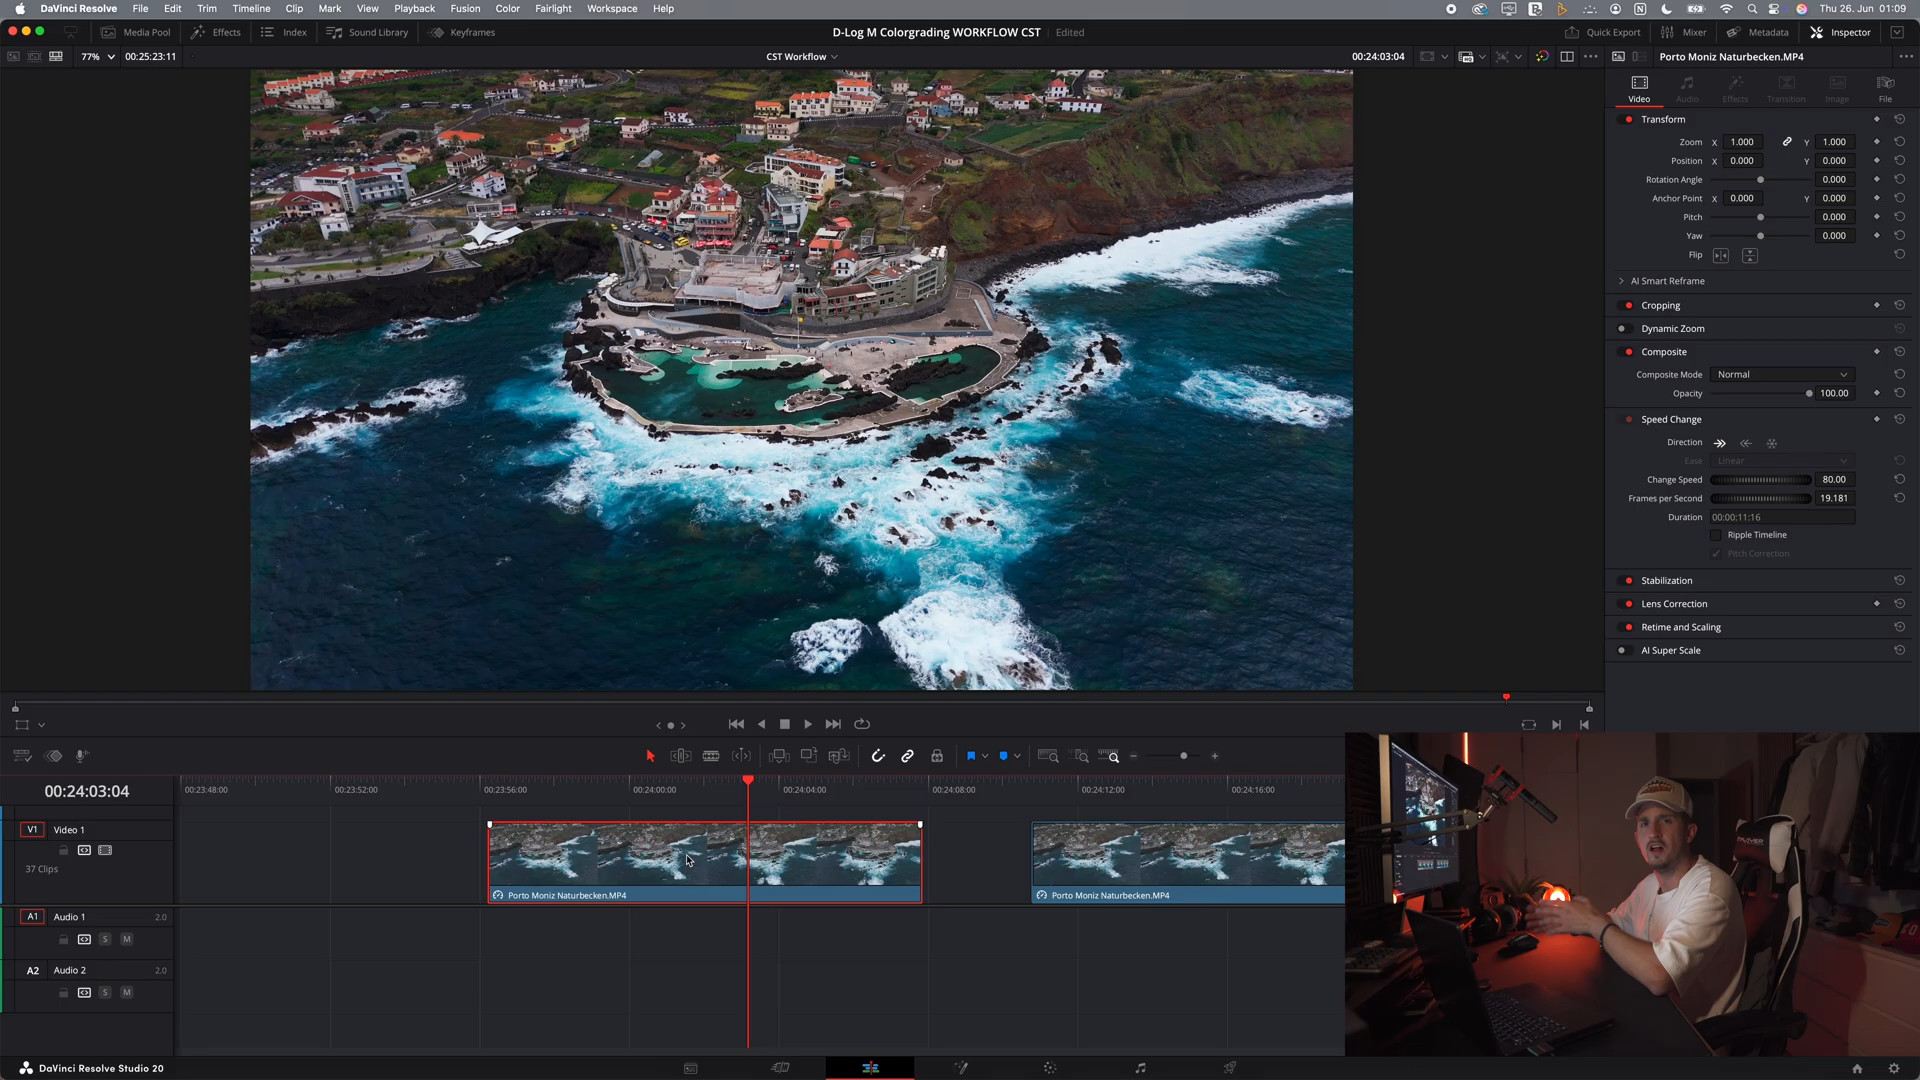 DaVinci Resolve File Edit Trim Timeline Clip Mark View Playback Fusion Color Fairlight Workspace Help Thu 26. Jun 01:09
Media Pool Effects Index Sound Library Keyframes D-Log M Colorgrading WORKFLOW CST Edited Quick Export Mixer Metadata Inspector
77% 00:25:23:11 CST Workflow 00:24:03:04 Porto Moniz Naturbecken.MP4
Video Audio Effects Transition Image File
Transform
Zoom X 1.000 Y 1.000
Position X 0.000 Y 0.000
Rotation Angle 0.000
Anchor Point X 0.000 Y 0.000
Pitch 0.000
Yaw 0.000
Flip
AI Smart Reframe
Cropping
Dynamic Zoom
Composite
Composite Mode Normal
Opacity 100.00
Speed Change
Direction
Ease Linear
Change Speed 80.00
Frames per Second 19.181
Duration 00:00:11:16
Ripple Timeline
Pitch Correction
Stabilization
Lens Correction
Retime and Scaling
AI Super Scale
00:24:03:04 00:23:48:00 00:23:52:00 00:23:56:00 00:24:00:00 00:24:04:00 00:24:08:00 00:24:12:00 00:24:16:00
V1 Video 1
37 Clips
Porto Moniz Naturbecken.MP4 Porto Moniz Naturbecken.MP4
A1 Audio 1 2.0
S M
A2 Audio 2 2.0
S M
DaVinci Resolve Studio 20